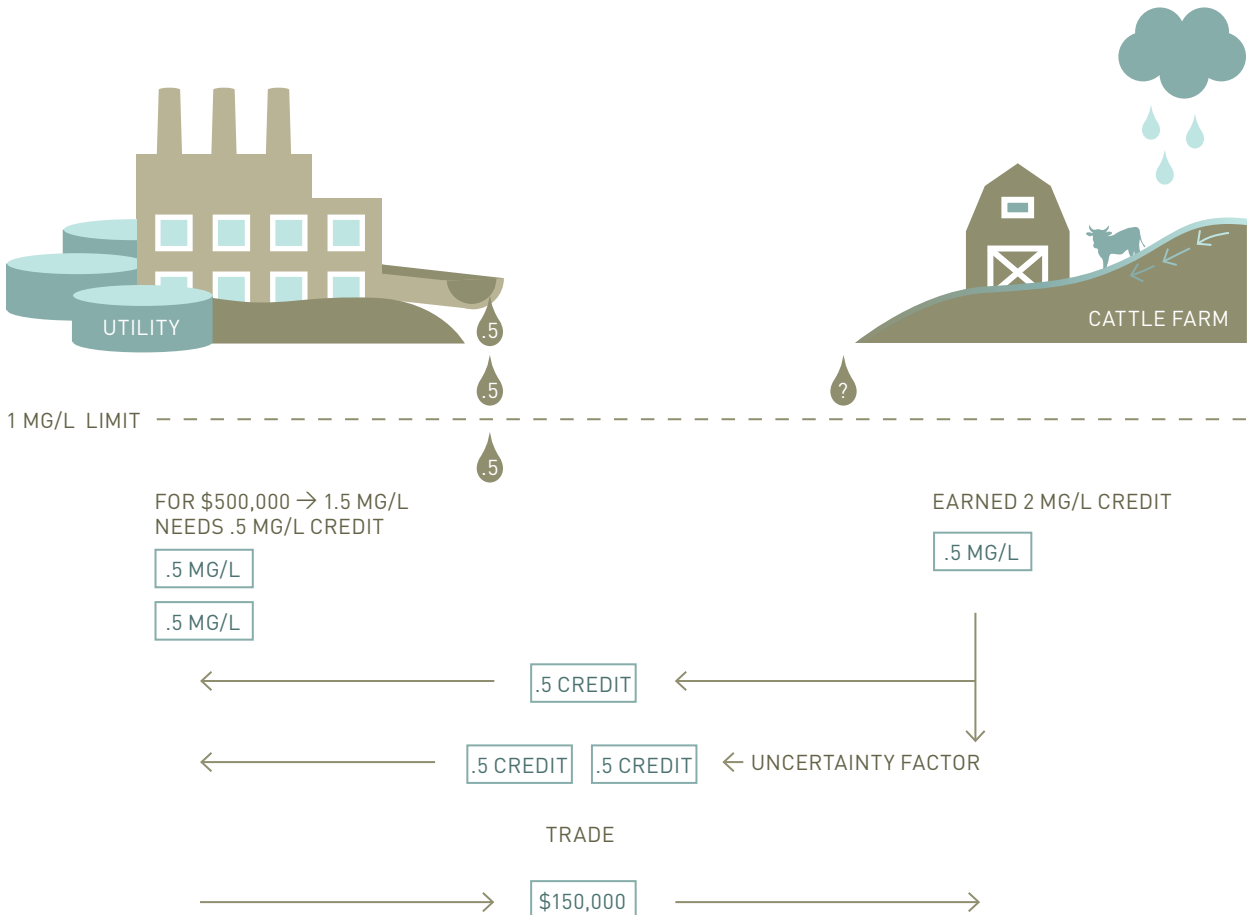 .5
UTILITY
CATTLE FARM
.5
?
1 MG/L LIMIT
.5
FOR $500,000 → 1.5 MG/L
NEEDS .5 MG/L CREDIT
.5 MG/L
.5 MG/L
EARNED 2 MG/L CREDIT
.5 MG/L
.5 CREDIT
.5 CREDIT
.5 CREDIT
UNCERTAINTY FACTOR
TRADE
$150,000